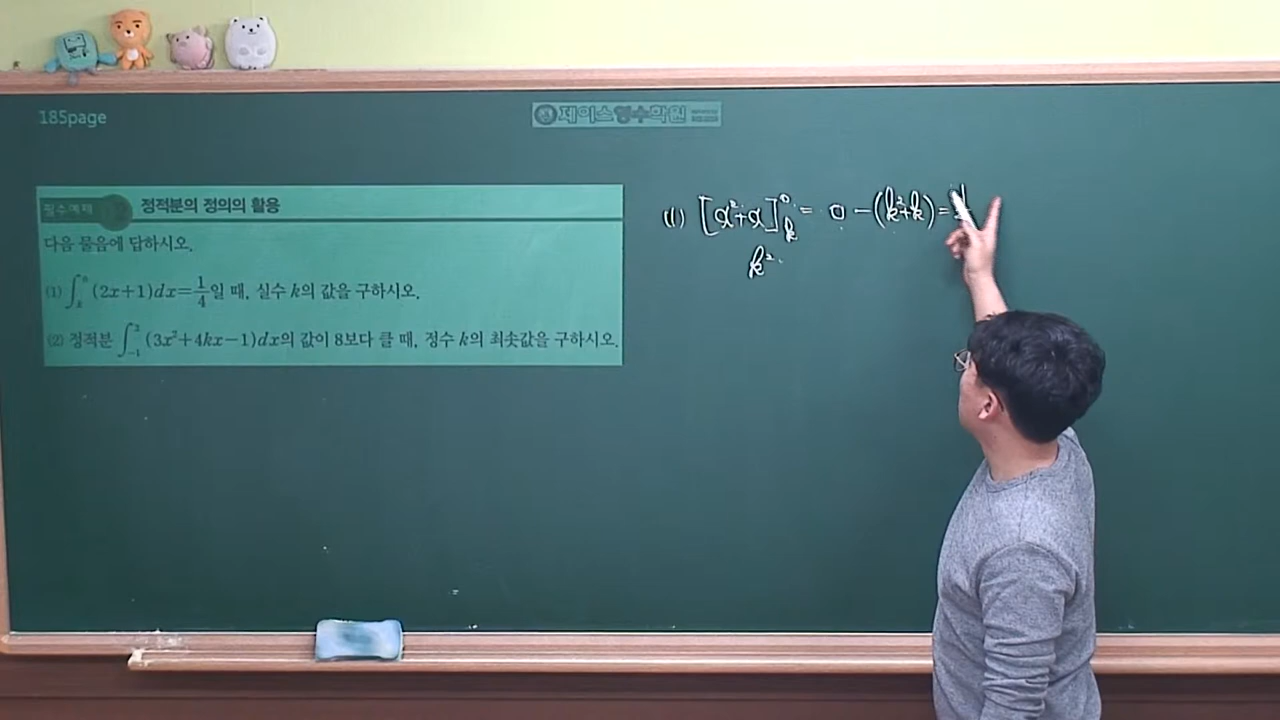 185page
제이스영수학원
필수예제 정적분의 정의의 활용
다음 물음에 답하시오.
(1) ∫ₖ⁰ (2x+1)dx=1/4일 때, 실수 k의 값을 구하시오.
(2) 정적분 ∫₋₁² (3x²+4kx−1)dx의 값이 8보다 클 때, 정수 k의 최솟값을 구하시오.
(1) [x²+x]ₖ⁰ = 0 −(k²+k)=
k²